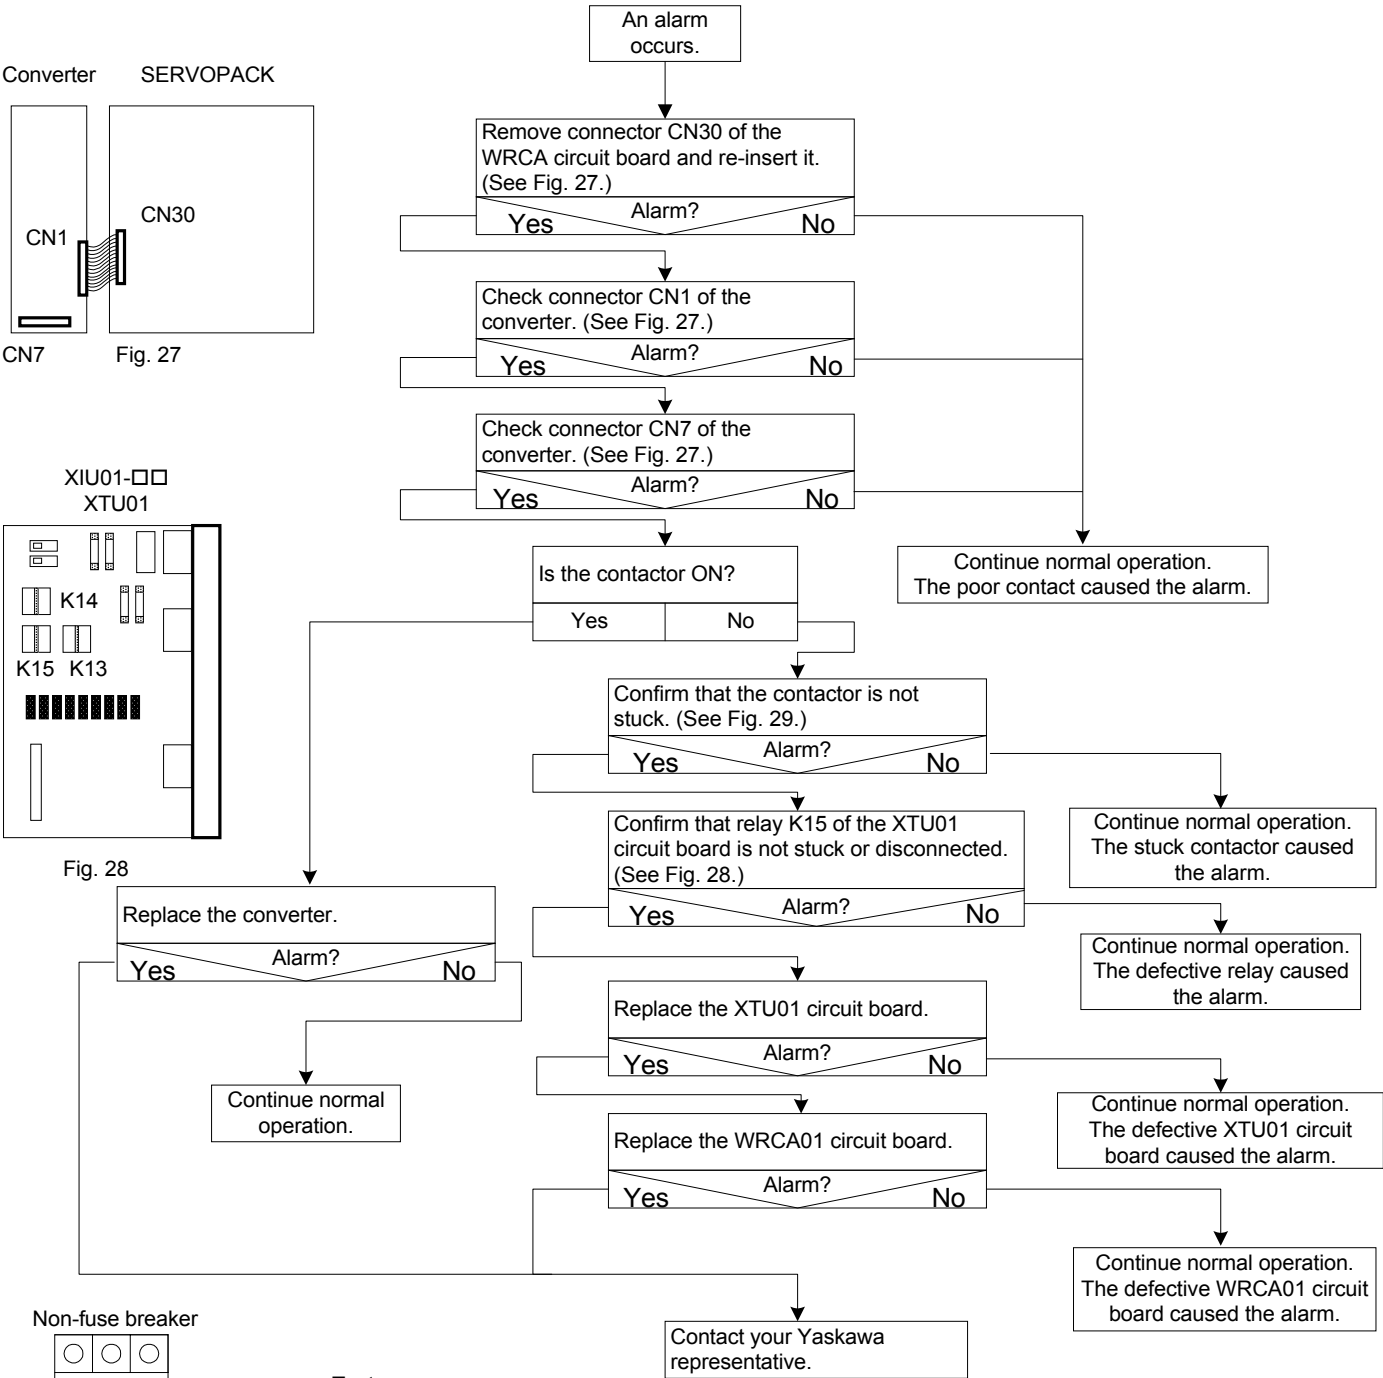 An alarm
occurs.
Converter
SERVOPACK
CN1
CN30
CN7
Fig. 27
Remove connector CN30 of the
WRCA circuit board and re-insert it.
(See Fig. 27.)
Alarm?
Yes
No
Check connector CN1 of the
converter. (See Fig. 27.)
Alarm?
Yes
No
Check connector CN7 of the
converter. (See Fig. 27.)
Alarm?
Yes
No
Continue normal operation.
The poor contact caused the alarm.
XIU01-□□
XTU01
K14
K15 K13
Fig. 28
Is the contactor ON?
Yes
No
Confirm that the contactor is not
stuck. (See Fig. 29.)
Alarm?
Yes
No
Continue normal operation.
The stuck contactor caused
the alarm.
Confirm that relay K15 of the XTU01
circuit board is not stuck or disconnected.
(See Fig. 28.)
Alarm?
Yes
No
Continue normal operation.
The defective relay caused
the alarm.
Replace the converter.
Alarm?
Yes
No
Continue normal
operation.
Replace the XTU01 circuit board.
Alarm?
Yes
No
Continue normal operation.
The defective XTU01 circuit
board caused the alarm.
Replace the WRCA01 circuit board.
Alarm?
Yes
No
Continue normal operation.
The defective WRCA01 circuit
board caused the alarm.
Contact your Yaskawa
representative.
Non-fuse breaker